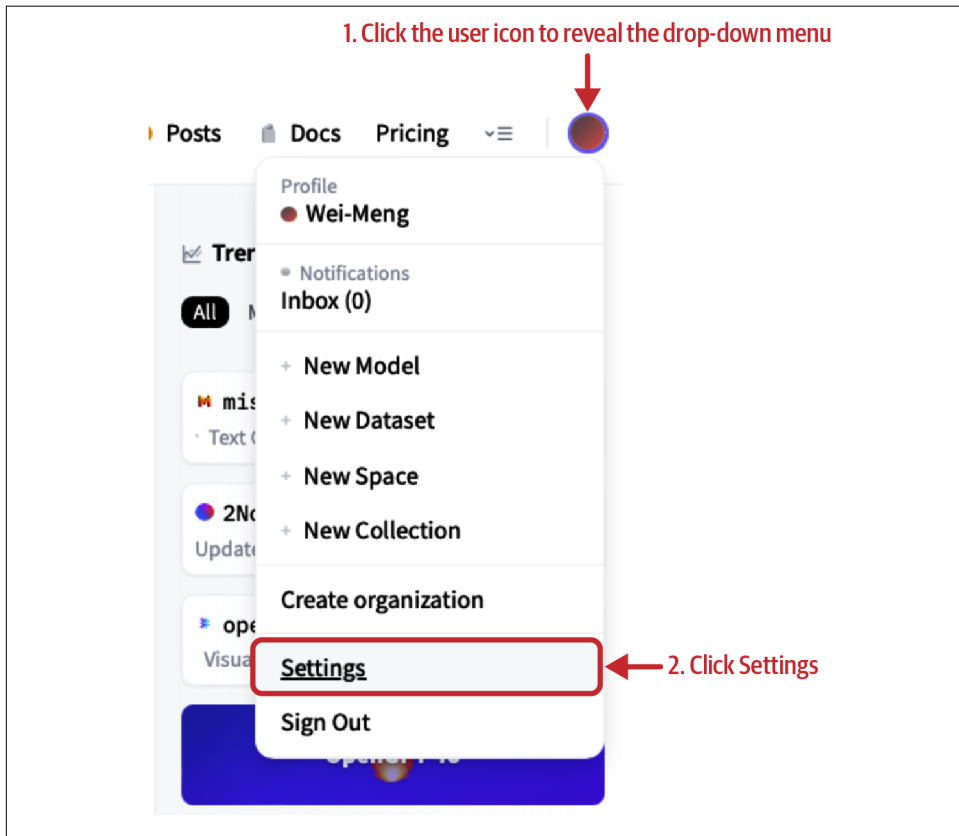 1. Click the user icon to reveal the drop-down menu
Posts Docs Pricing
Profile
Wei-Meng
Notifications
Inbox (0)
All
New Model
New Dataset
New Space
New Collection
Create organization
Settings
2. Click Settings
Sign Out